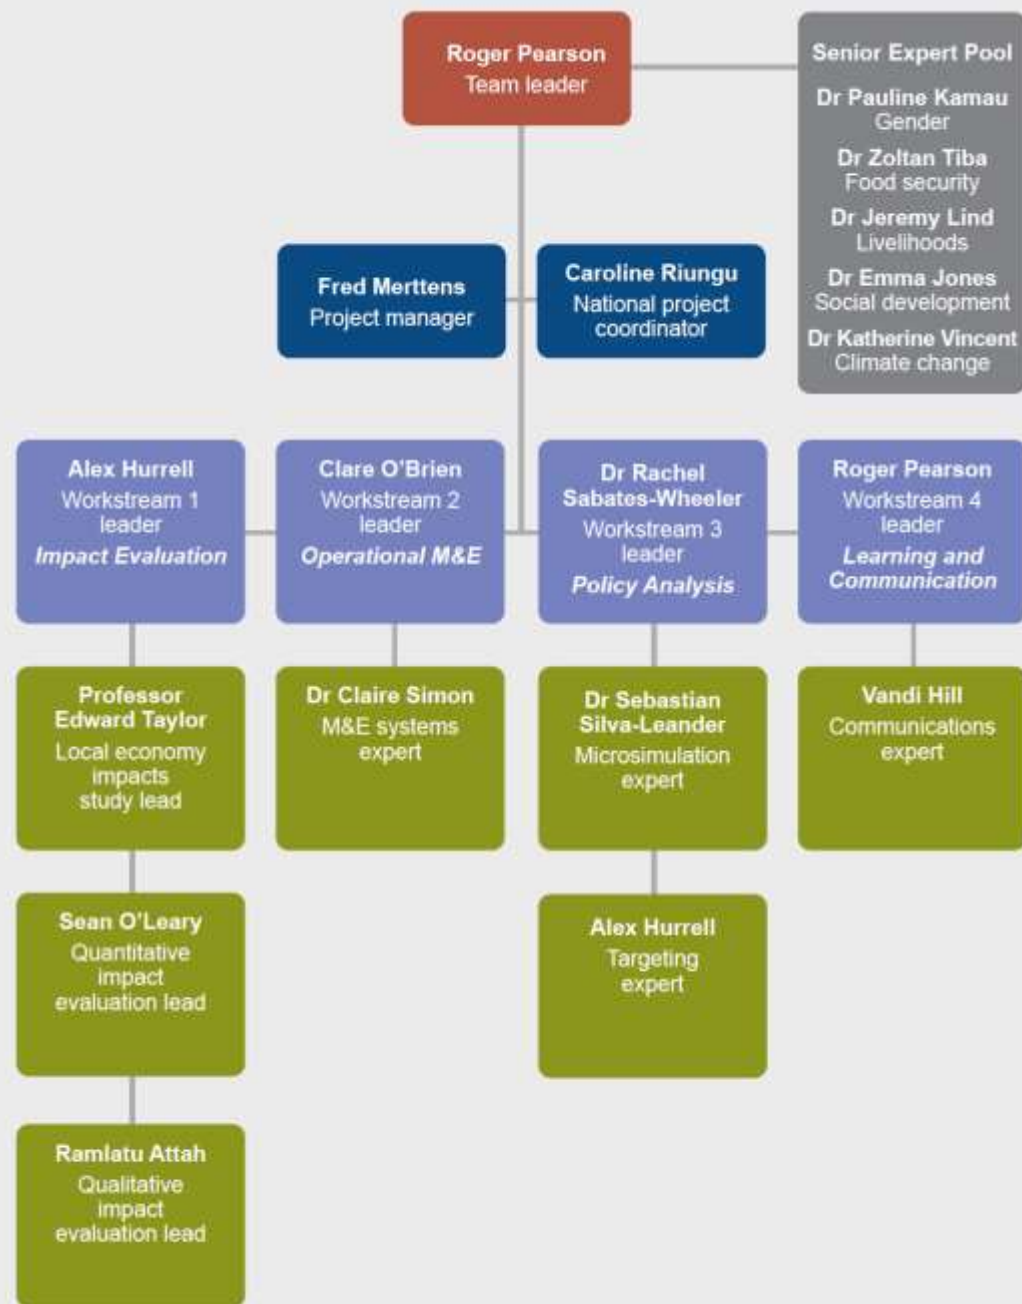 Roger Pearson
Team leader
Senior Expert Pool
Dr Pauline Kamau
Gender
Dr Zoltan Tiba
Food security
Dr Jeremy Lind
Livelihoods
Dr Emma Jones
Social development
Dr Katherine Vincent
Climate change
Fred Merttens
Project manager
Caroline Riungu
National project
coordinator
Alex Hurrell
Workstream 1
leader
Impact Evaluation
Clare O'Brien
Workstream 2
leader
Operational M&E
Dr Rachel
Sabates-Wheeler
Workstream 3
leader
Policy Analysis
Roger Pearson
Workstream 4
leader
Learning and
Communication
Professor
Edward Taylor
Local economy
impacts
study lead
Dr Claire Simon
M&E systems
expert
Dr Sebastian
Silva-Leander
Microsimulation
expert
Vandi Hill
Communications
expert
Sean O'Leary
Quantitative
impact
evaluation lead
Alex Hurrell
Targeting
expert
Ramlatu Attah
Qualitative
impact
evaluation lead